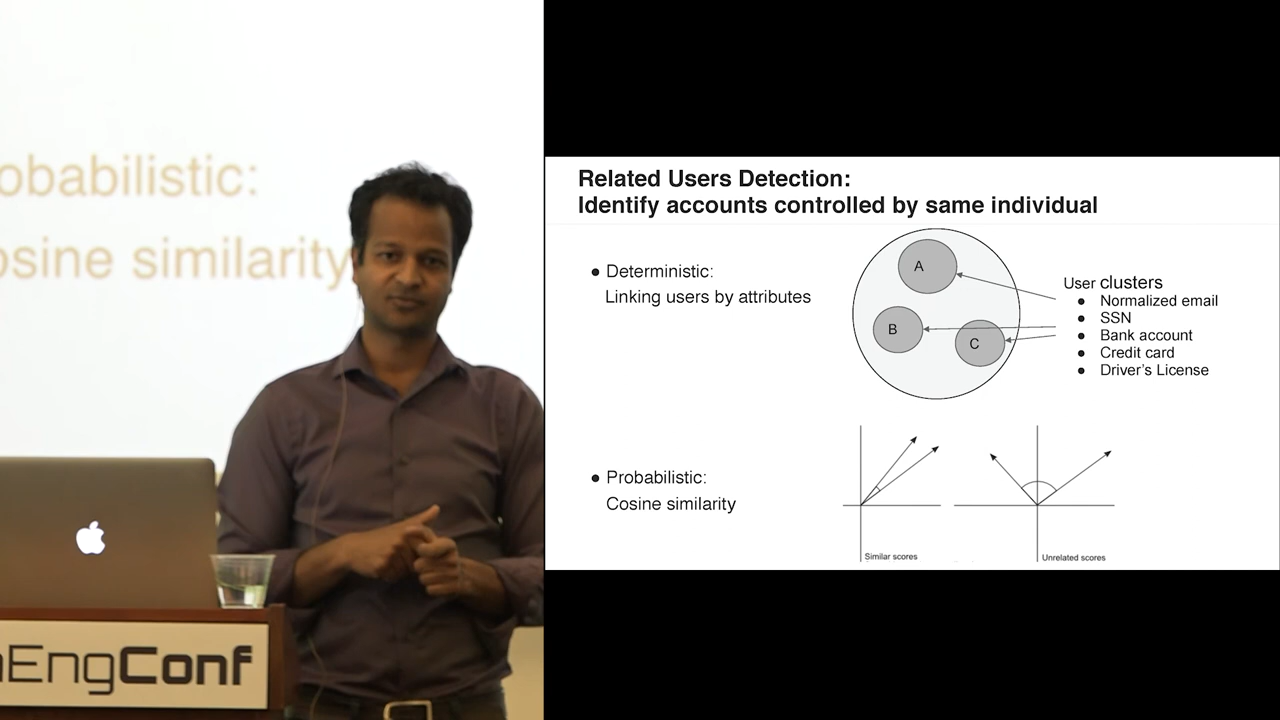 obabilistic:
osine similarity
EngConf
Related Users Detection:
Identify accounts controlled by same individual
● Deterministic:
Linking users by attributes
A
B
C
User clusters
● Normalized email
● SSN
● Bank account
● Credit card
● Driver's License
● Probabilistic:
Cosine similarity
Similar scores
Unrelated scores